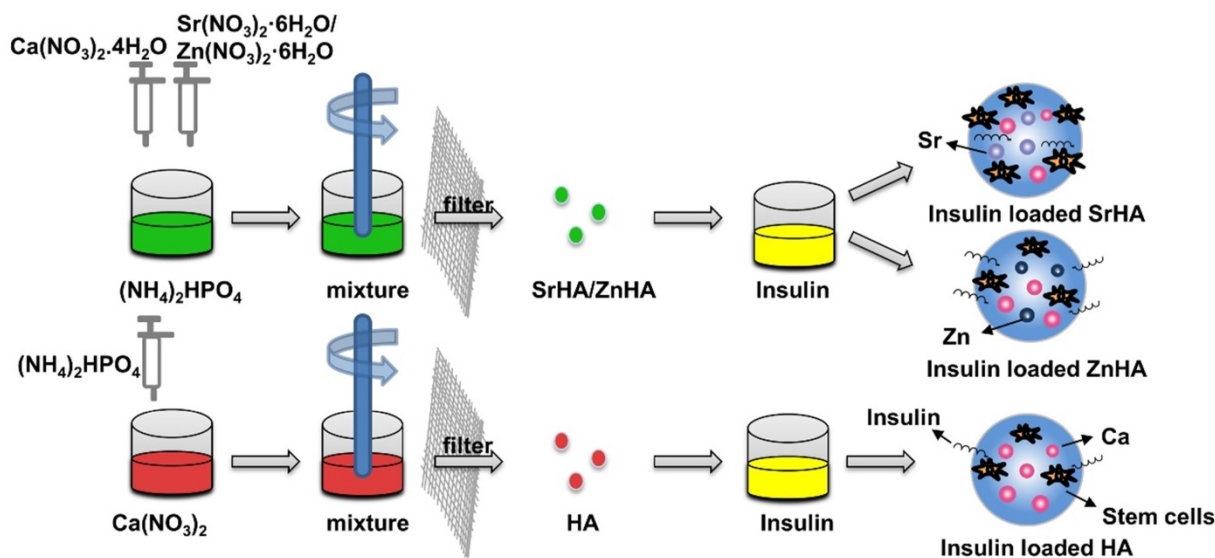 Sr(NO₃)₂·6H₂O/
Ca(NO₃)₂.4H₂O
Zn(NO₃)₂·6H₂O
Sr
filter
Insulin loaded SrHA
(NH₄)₂HPO₄
mixture
SrHA/ZnHA
Insulin
Zn
Insulin loaded ZnHA
(NH₄)₂HPO₄
Insulin
Ca
filter
Ca(NO₃)₂
mixture
HA
Insulin
Stem cells
Insulin loaded HA